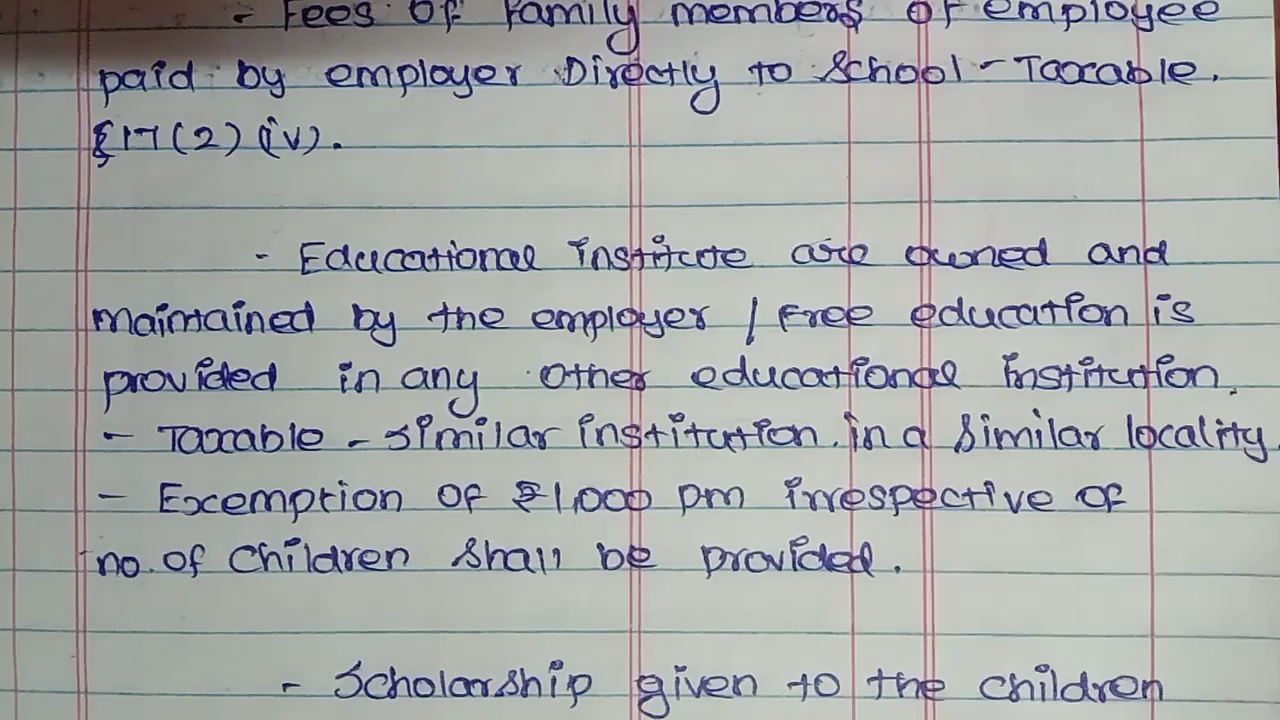 - Fees of family members of employee
paid by employer Directly to School - Taxable.
§17(2)(iv).
- Educational institute are owned and
maintained by the employer / Free education is
provided in any other educational institution.
- Taxable - similar institution in a similar locality
- Exemption of ₹1,000 pm irrespective of
no. of children shall be provided.
- Scholarship given to the children